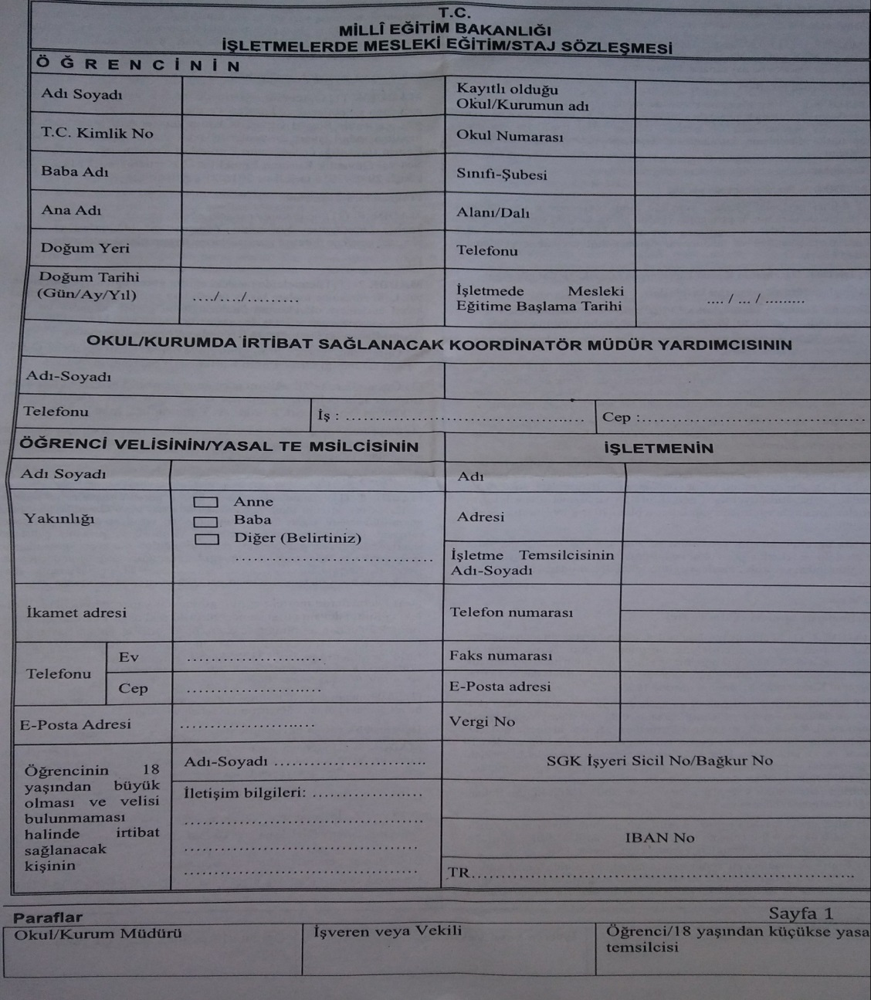 T.C.
MİLLÎ EĞİTİM BAKANLIĞI
İŞLETMELERDE MESLEKİ EĞİTİM/STAJ SÖZLEŞMESİ
Ö Ğ R E N C İ N İ N
Adı Soyadı
Kayıtlı olduğu
Okul/Kurumun adı
T.C. Kimlik No
Okul Numarası
Baba Adı
Sınıfı-Şubesi
Ana Adı
Alanı/Dalı
Doğum Yeri
Telefonu
Doğum Tarihi
(Gün/Ay/Yıl)
..../..../.........
İşletmede Mesleki
Eğitime Başlama Tarihi
.... / ... / .........
OKUL/KURUMDA İRTİBAT SAĞLANACAK KOORDİNATÖR MÜDÜR YARDIMCISININ
Adı-Soyadı
Telefonu
İş : ................................................
Cep :.............................................
ÖĞRENCİ VELİSİNİN/YASAL TE MSİLCİSİNİN
Adı Soyadı
Yakınlığı
Anne
Baba
Diğer (Belirtiniz)
.................................
İkamet adresi
Telefonu
Ev
.......................
Cep
.......................
E-Posta Adresi
.......................
Öğrencinin 18
yaşından büyük
olması ve velisi
bulunmaması
halinde irtibat
sağlanacak
kişinin
Adı-Soyadı ..........................
İletişim bilgileri: ...................
........................................
........................................
........................................
İŞLETMENİN
Adı
Adresi
İşletme Temsilcisinin
Adı-Soyadı
Telefon numarası
Faks numarası
E-Posta adresi
Vergi No
SGK İşyeri Sicil No/Bağkur No
IBAN No
TR.................................................................
Sayfa 1
Paraflar
Okul/Kurum Müdürü
İşveren veya Vekili
Öğrenci/18 yaşından küçükse yasa
temsilcisi